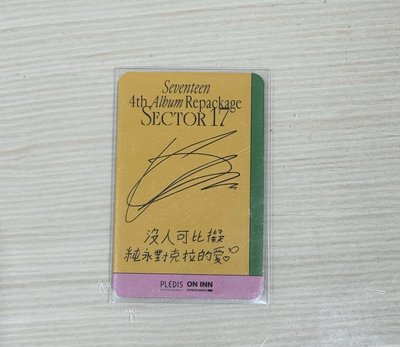 Seventeen
4th Album Repackage
SECTOR 17
沒人可比擬
純永對克拉的愛♡
PLEDIS ON INN